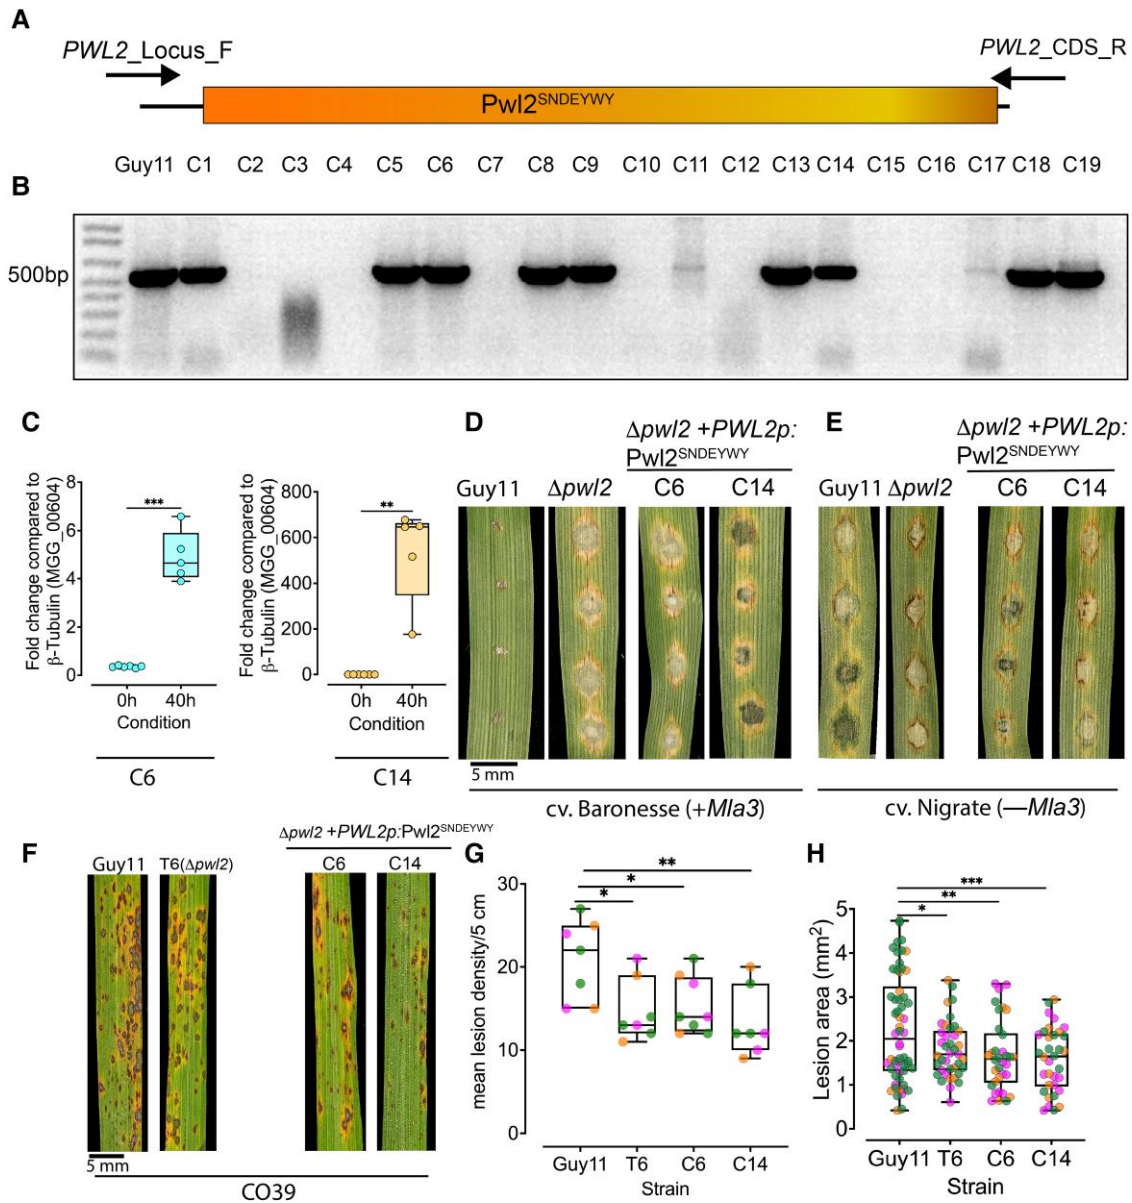 A
PWL2_Locus_F
PWL2_CDS_R
Pwl2SNDEYWY
Guy11 C1 C2 C3 C4 C5 C6 C7 C8 C9 C10 C11 C12 C13 C14 C15 C16 C17 C18 C19
B
500bp
C
Fold change compared to
β-Tubulin (MGG_00604)
8
6
4
2
0
***
0h 40h
Condition
C6
Fold change compared to
β-Tubulin (MGG_00604)
800
600
400
200
0
**
0h 40h
Condition
C14
D
Δpwl2 +PWL2p:
Pwl2SNDEYWY
Guy11 Δpwl2 C6 C14
5 mm
cv. Baronesse (+Mla3)
E
Δpwl2 +PWL2p:
Pwl2SNDEYWY
Guy11 Δpwl2 C6 C14
cv. Nigrate (—Mla3)
F
Δpwl2 +PWL2p:Pwl2SNDEYWY
Guy11 T6(Δpwl2) C6 C14
5 mm
CO39
G
mean lesion density/5 cm
30
20
10
0
**
*
*
Guy11 T6 C6 C14
Strain
H
Lesion area (mm2)
5
4
3
2
1
0
***
**
*
Guy11 T6 C6 C14
Strain